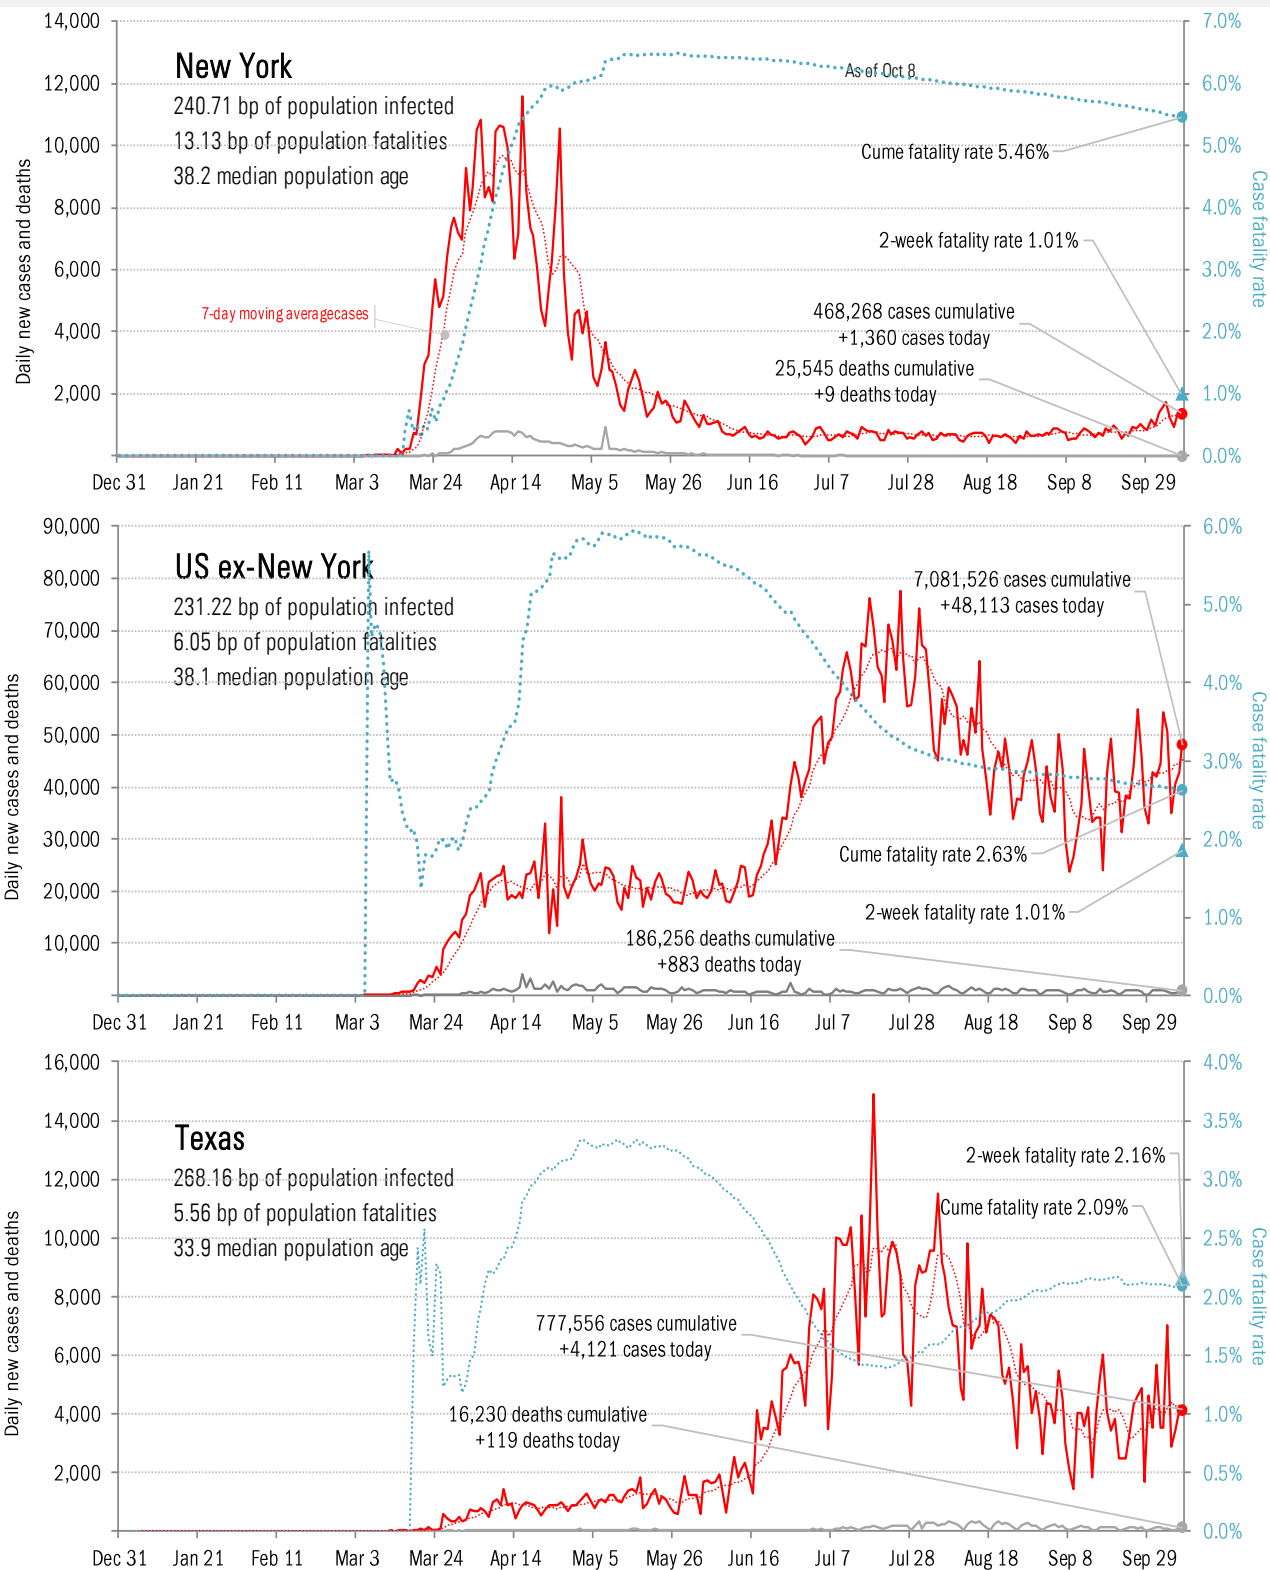 14,000
12,000
10,000
8,000
6,000
4,000
2,000
Daily new cases and deaths
7.0%
6.0%
5.0%
4.0%
3.0%
2.0%
1.0%
0.0%
Case fatality rate
New York
240.71 bp of population infected
13.13 bp of population fatalities
38.2 median population age
As of Oct 8
Cume fatality rate 5.46%
2-week fatality rate 1.01%
7-day moving averagecases
468,268 cases cumulative
+1,360 cases today
25,545 deaths cumulative
+9 deaths today
Dec 31 Jan 21 Feb 11 Mar 3 Mar 24 Apr 14 May 5 May 26 Jun 16 Jul 7 Jul 28 Aug 18 Sep 8 Sep 29
90,000
80,000
70,000
60,000
50,000
40,000
30,000
20,000
10,000
Daily new cases and deaths
6.0%
5.0%
4.0%
3.0%
2.0%
1.0%
0.0%
Case fatality rate
US ex-New York
231.22 bp of population infected
6.05 bp of population fatalities
38.1 median population age
7,081,526 cases cumulative
+48,113 cases today
Cume fatality rate 2.63%
2-week fatality rate 1.01%
186,256 deaths cumulative
+883 deaths today
Dec 31 Jan 21 Feb 11 Mar 3 Mar 24 Apr 14 May 5 May 26 Jun 16 Jul 7 Jul 28 Aug 18 Sep 8 Sep 29
16,000
14,000
12,000
10,000
8,000
6,000
4,000
2,000
Daily new cases and deaths
4.0%
3.5%
3.0%
2.5%
2.0%
1.5%
1.0%
0.5%
0.0%
Case fatality rate
Texas
268.16 bp of population infected
5.56 bp of population fatalities
33.9 median population age
2-week fatality rate 2.16%
Cume fatality rate 2.09%
777,556 cases cumulative
+4,121 cases today
16,230 deaths cumulative
+119 deaths today
Dec 31 Jan 21 Feb 11 Mar 3 Mar 24 Apr 14 May 5 May 26 Jun 16 Jul 7 Jul 28 Aug 18 Sep 8 Sep 29